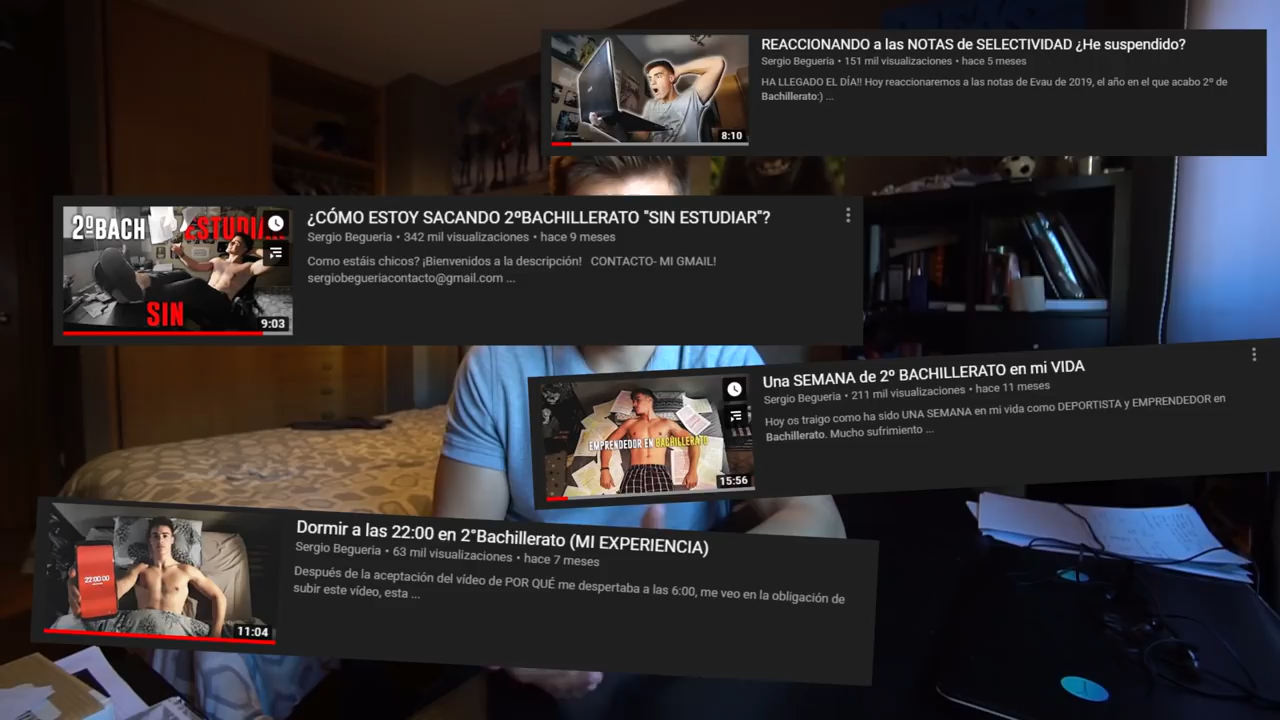 REACCIONANDO a las NOTAS de SELECTIVIDAD ¿He suspendido?
Sergio Begueria • 151 mil visualizaciones • hace 5 meses
HA LLEGADO EL DÍA!! Hoy reaccionaremos a las notas de Evau de 2019, el año en el que acabo 2º de
Bachillerato:) ...
8:10
2ºBACH
ESTUDIA
SIN
9:03
¿CÓMO ESTOY SACANDO 2ºBACHILLERATO "SIN ESTUDIAR"?
Sergio Begueria • 342 mil visualizaciones • hace 9 meses
Como estáis chicos? ¡Bienvenidos a la descripción! CONTACTO- MI GMAIL!
sergiobegueriacontacto@gmail.com ...
EMPRENDEDOR EN BACHILLERATO
15:56
Una SEMANA de 2º BACHILLERATO en mi VIDA
Sergio Begueria • 211 mil visualizaciones • hace 11 meses
Hoy os traigo como ha sido UNA SEMANA en mi vida como DEPORTISTA y EMPRENDEDOR en
Bachillerato. Mucho sufrimiento ...
22:00:00
11:04
Dormir a las 22:00 en 2°Bachillerato (MI EXPERIENCIA)
Sergio Begueria • 63 mil visualizaciones • hace 7 meses
Después de la aceptación del vídeo de POR QUÉ me despertaba a las 6:00, me veo en la obligación de
subir este vídeo, esta ...